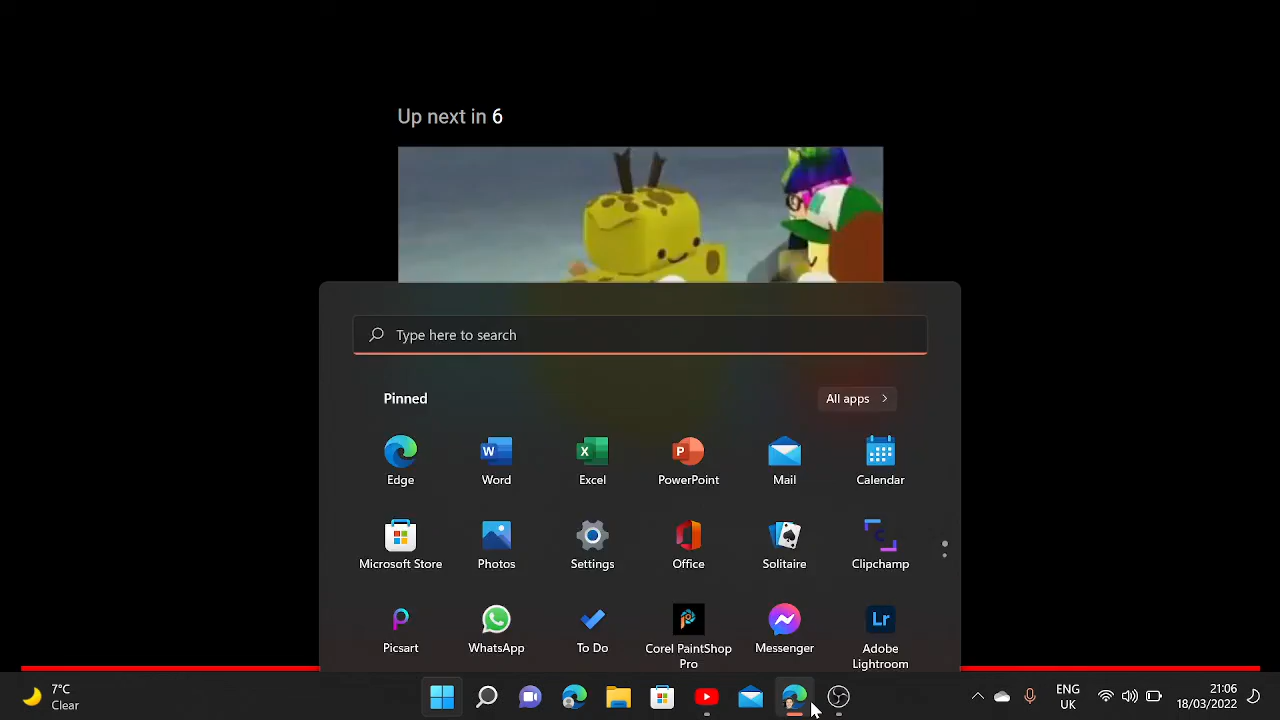 Up next in 6
Type here to search
Pinned
All apps
Edge
Word
Excel
PowerPoint
Mail
Calendar
Microsoft Store
Photos
Settings
Office
Solitaire
Clipchamp
Picsart
WhatsApp
To Do
Corel PaintShop
Pro
Messenger
Adobe
Lightroom
7°C
Clear
ENG
UK
21:06
18/03/2022